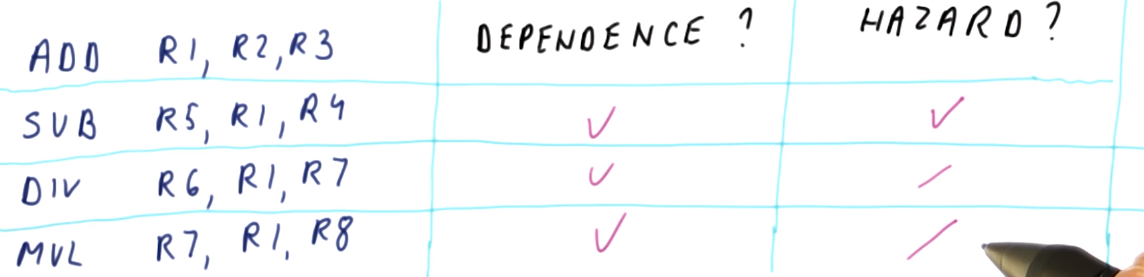 ADD R1, R2, R3 DEPENDENCE ? HAZARD ?
SUB R5, R1, R4 ✓ ✓
DIV R6, R1, R7 ✓ /
MUL R7, R1, R8 ✓ /